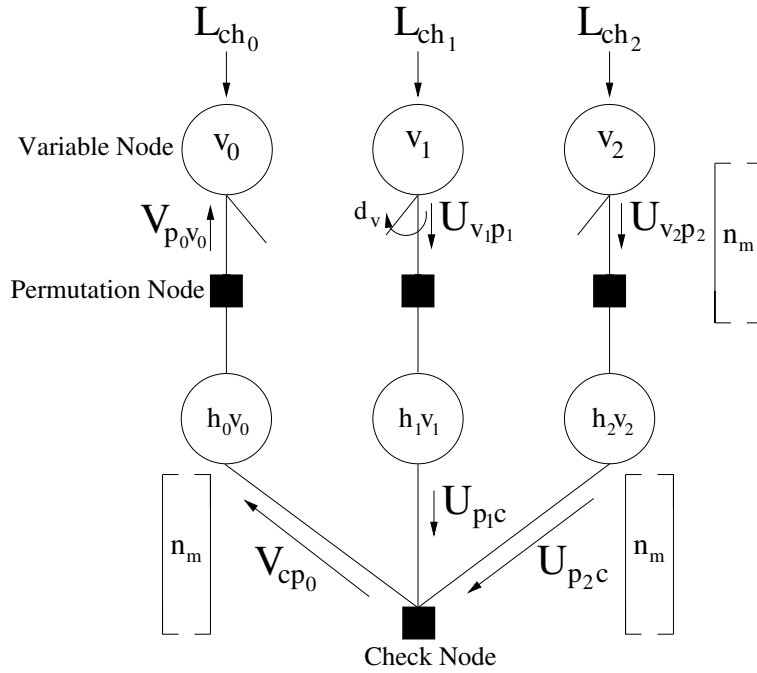 L_ch_0 L_ch_1 L_ch_2
Variable Node v_0 v_1 v_2
V_p_0v_0 d_v U_v_1p_1 U_v_2p_2 n_m
Permutation Node
h_0v_0 h_1v_1 h_2v_2
n_m V_cp_0 U_p_1c U_p_2c n_m
Check Node